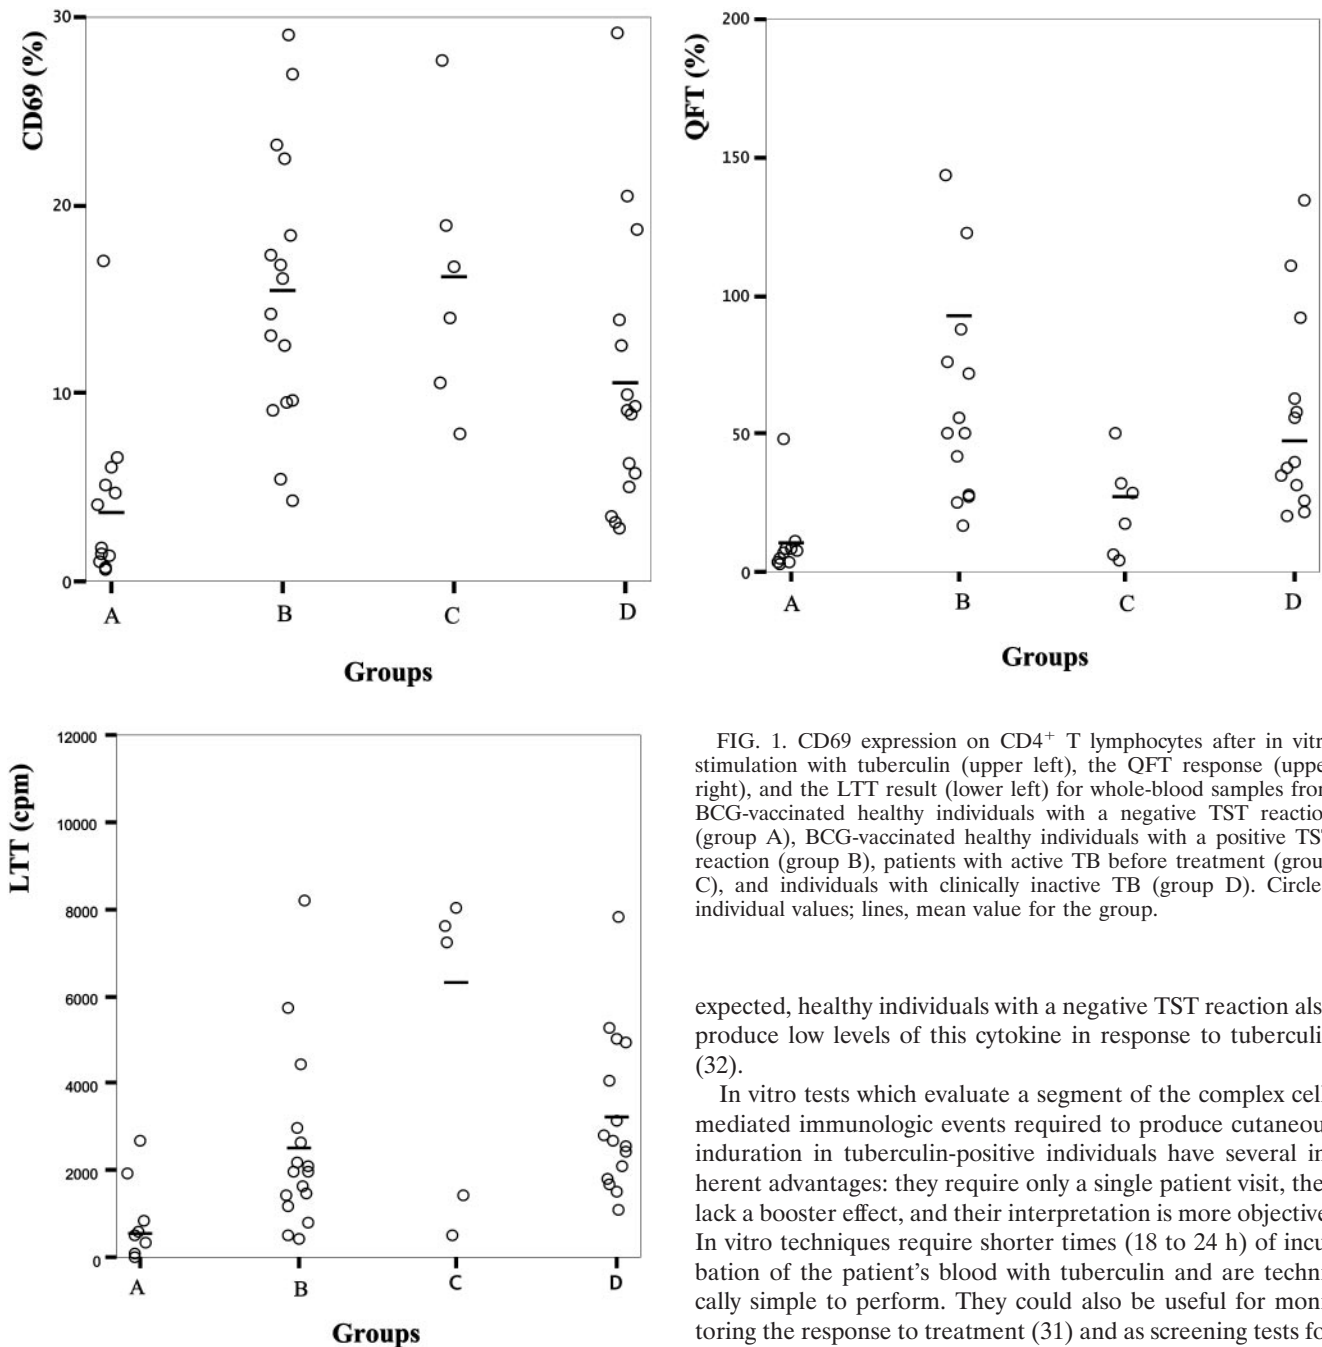 CD69 (%)
30
20
10
0
A B C D
Groups
QFT (%)
200
150
100
50
0
A B C D
Groups
LTT (cpm)
12000
10000
8000
6000
4000
2000
0
A B C D
Groups
FIG. 1. CD69 expression on CD4+ T lymphocytes after in vitr
stimulation with tuberculin (upper left), the QFT response (uppe
right), and the LTT result (lower left) for whole-blood samples fron
BCG-vaccinated healthy individuals with a negative TST reactio
(group A), BCG-vaccinated healthy individuals with a positive TST
reaction (group B), patients with active TB before treatment (grou
C), and individuals with clinically inactive TB (group D). Circle
individual values; lines, mean value for the group.
expected, healthy individuals with a negative TST reaction als
produce low levels of this cytokine in response to tuberculi
(32).
In vitro tests which evaluate a segment of the complex cell
mediated immunologic events required to produce cutaneou
induration in tuberculin-positive individuals have several in
herent advantages: they require only a single patient visit, the
lack a booster effect, and their interpretation is more objective
In vitro techniques require shorter times (18 to 24 h) of incu
bation of the patient's blood with tuberculin and are techni
cally simple to perform. They could also be useful for moni
toring the response to treatment (31) and as screening tests fo